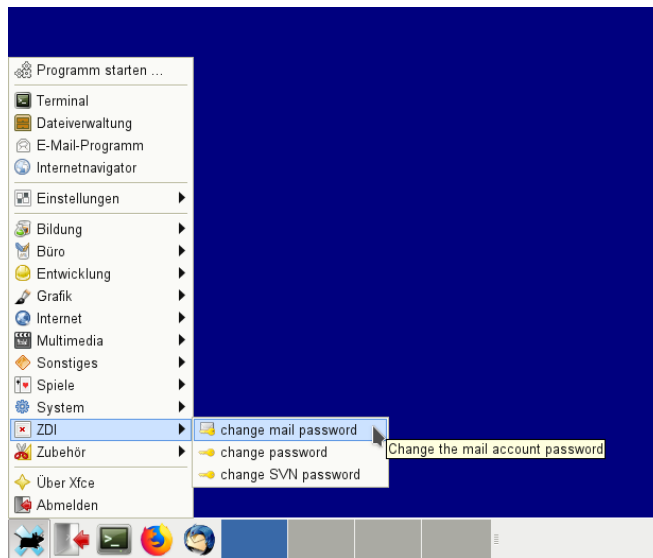 Programm starten ...
Terminal
Dateiverwaltung
E-Mail-Programm
Internetnavigator
Einstellungen
Bildung
Büro
Entwicklung
Grafik
Internet
Multimedia
Sonstiges
Spiele
System
ZDI
change mail password
Change the mail account password
Zubehör
change password
change SVN password
Über Xfce
Abmelden